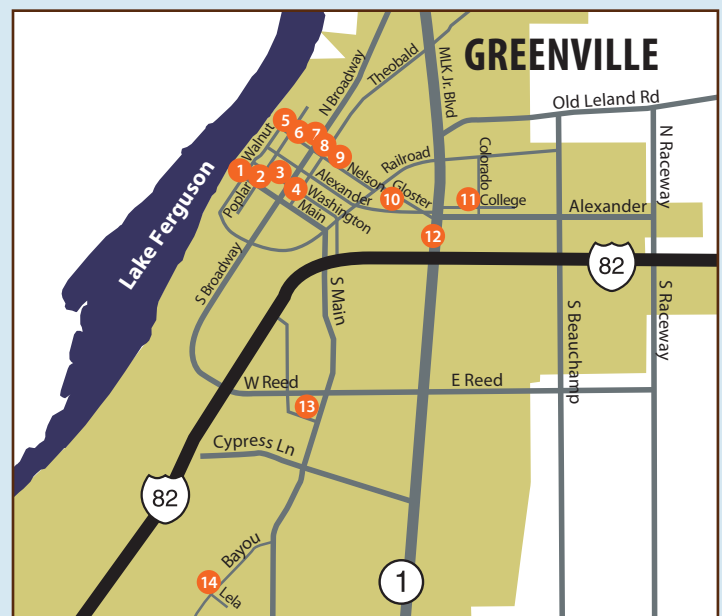 GREENVILLE
N Broadway
Theobald
MLK Jr. Blvd
Old Leland Rd
N Raceway
5
6
7
8
9
Walnut
1
2
3
4
Poplar
Nelson
Railroad
Colorado
Alexander
Gloster
10
11
College
Alexander
Washington
Main
12
Lake Ferguson
82
S Broadway
S Main
S Beauchamp
S Raceway
W Reed
E Reed
13
Cypress Ln
82
Bayou
14
Lela
1